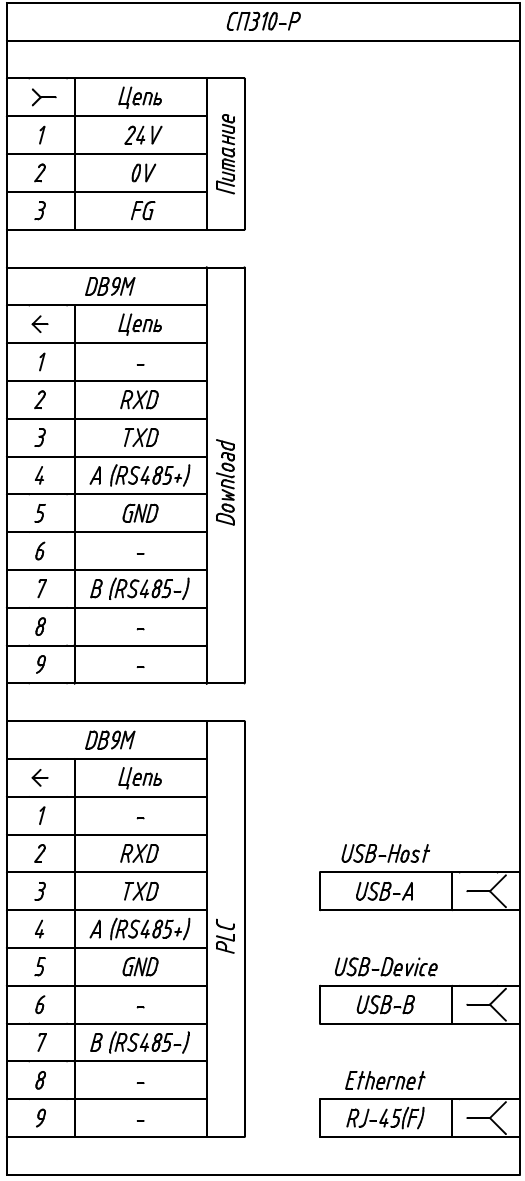 СП310-Р
Цепь
1 24V
2 0V
3 FG
Питание
DB9M
Цепь
1 -
2 RXD
3 TXD
4 A (RS485+)
5 GND
6 -
7 B (RS485-)
8 -
9 -
Download
DB9M
Цепь
1 -
2 RXD
3 TXD
4 A (RS485+)
5 GND
6 -
7 B (RS485-)
8 -
9 -
PLC
USB-Host
USB-A
USB-Device
USB-B
Ethernet
RJ-45(F)